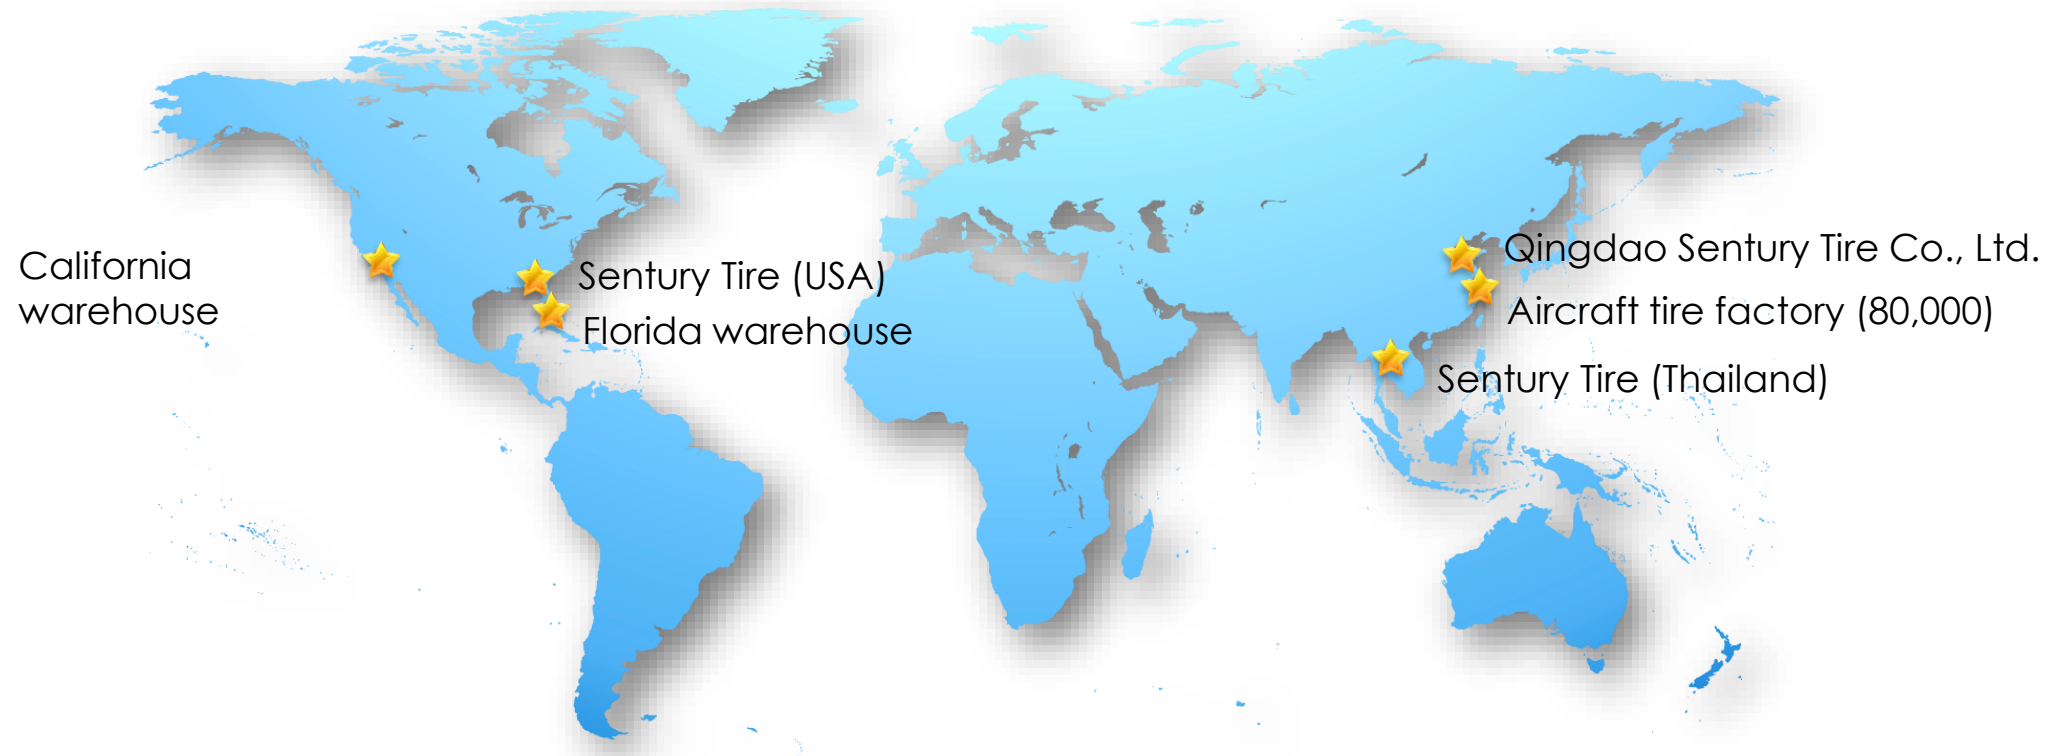 California
warehouse
Sentury Tire (USA)
Florida warehouse
Qingdao Sentury Tire Co., Ltd.
Aircraft tire factory (80,000)
Sentury Tire (Thailand)